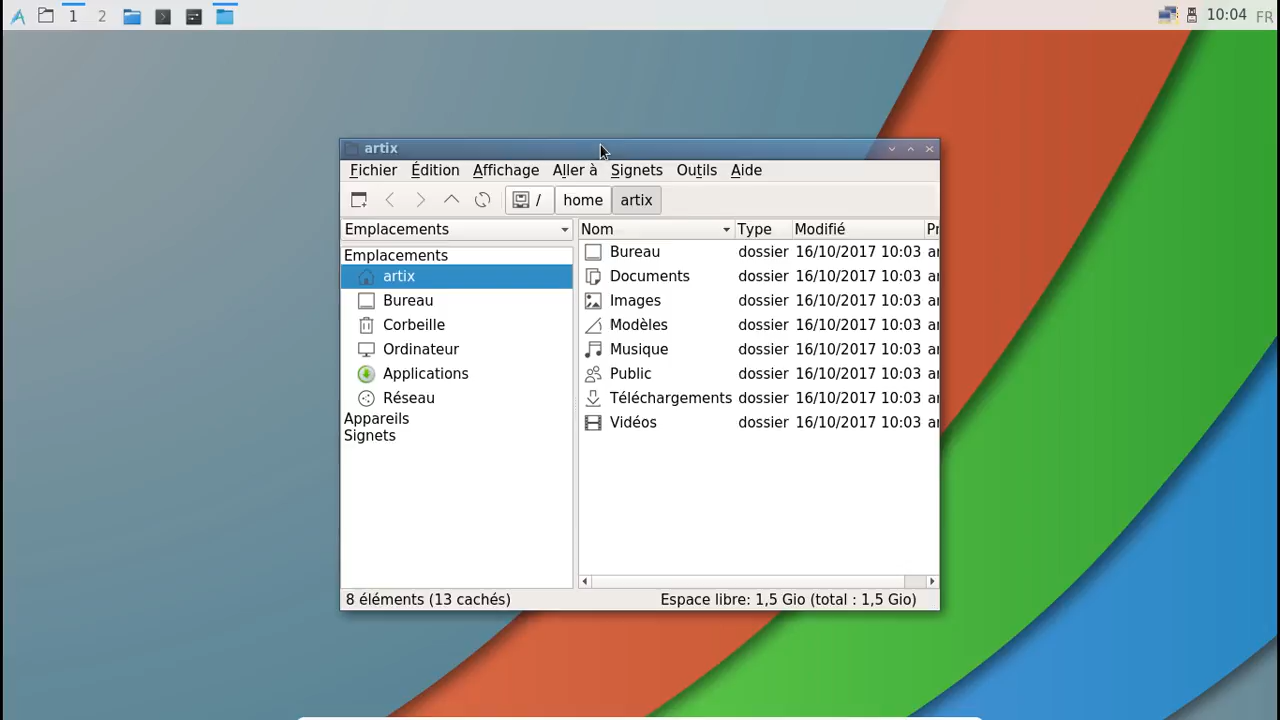 1 2 10:04 FR
artix
Fichier Édition Affichage Aller à Signets Outils Aide
/ home artix
Emplacements Nom Type Modifié
Emplacements
artix
Bureau
Corbeille
Ordinateur
Applications
Réseau
Appareils
Signets
Bureau dossier 16/10/2017 10:03
Documents dossier 16/10/2017 10:03
Images dossier 16/10/2017 10:03
Modèles dossier 16/10/2017 10:03
Musique dossier 16/10/2017 10:03
Public dossier 16/10/2017 10:03
Téléchargements dossier 16/10/2017 10:03
Vidéos dossier 16/10/2017 10:03
8 éléments (13 cachés) Espace libre: 1,5 Gio (total : 1,5 Gio)